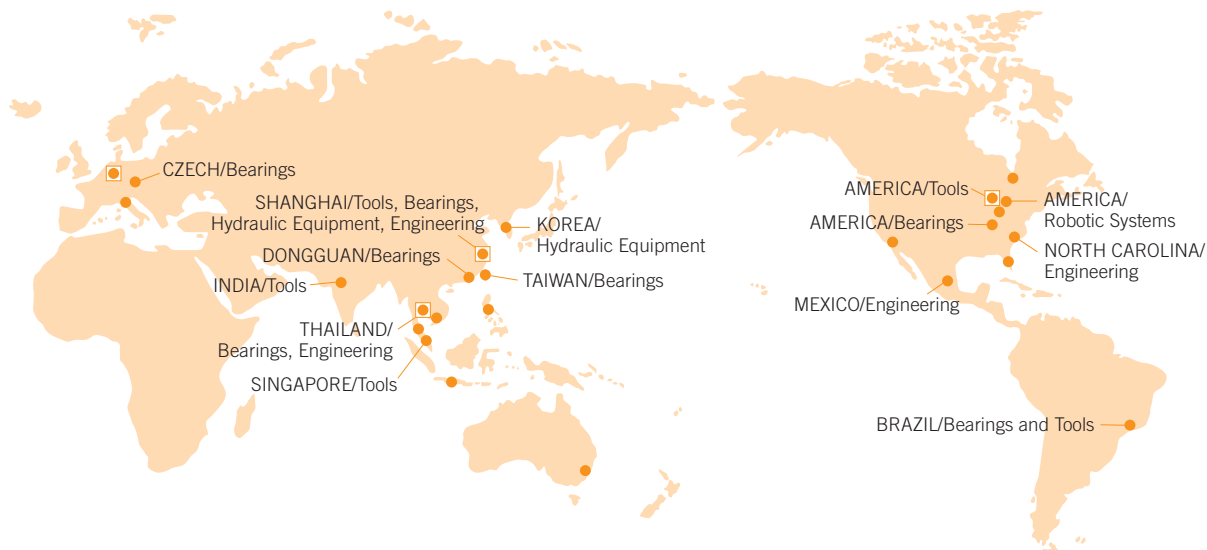 CZECH/Bearings
SHANGHAI/Tools, Bearings,
Hydraulic Equipment, Engineering
KOREA/
Hydraulic Equipment
DONGGUAN/Bearings
TAIWAN/Bearings
INDIA/Tools
THAILAND/
Bearings, Engineering
SINGAPORE/Tools
AMERICA/Tools
AMERICA/
Robotic Systems
AMERICA/Bearings
NORTH CAROLINA/
Engineering
MEXICO/Engineering
BRAZIL/Bearings and Tools